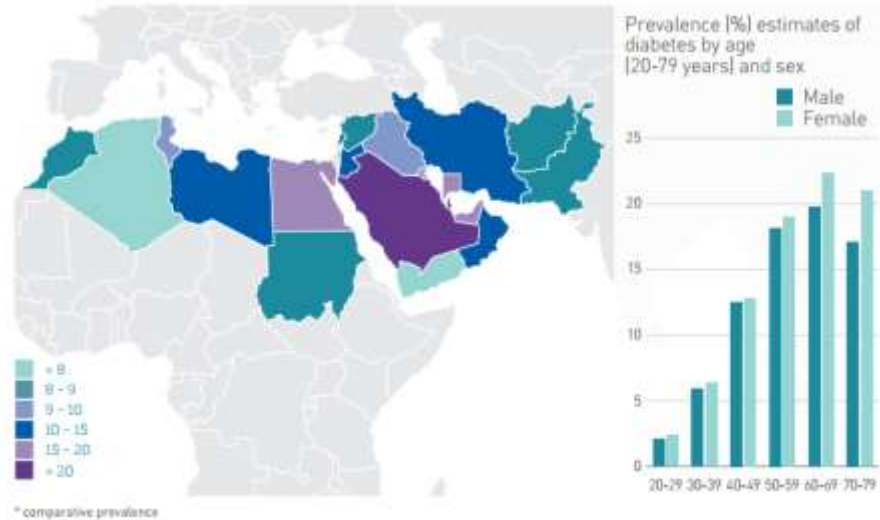 Prevalence (%) estimates of
diabetes by age
(20-79 years) and sex
Male
Female
25
20
15
10
5
0
20-29 30-39 40-49 50-59 60-69 70-79
< 8
8 - 9
9 - 10
10 - 15
15 - 20
> 20
* comparative prevalence